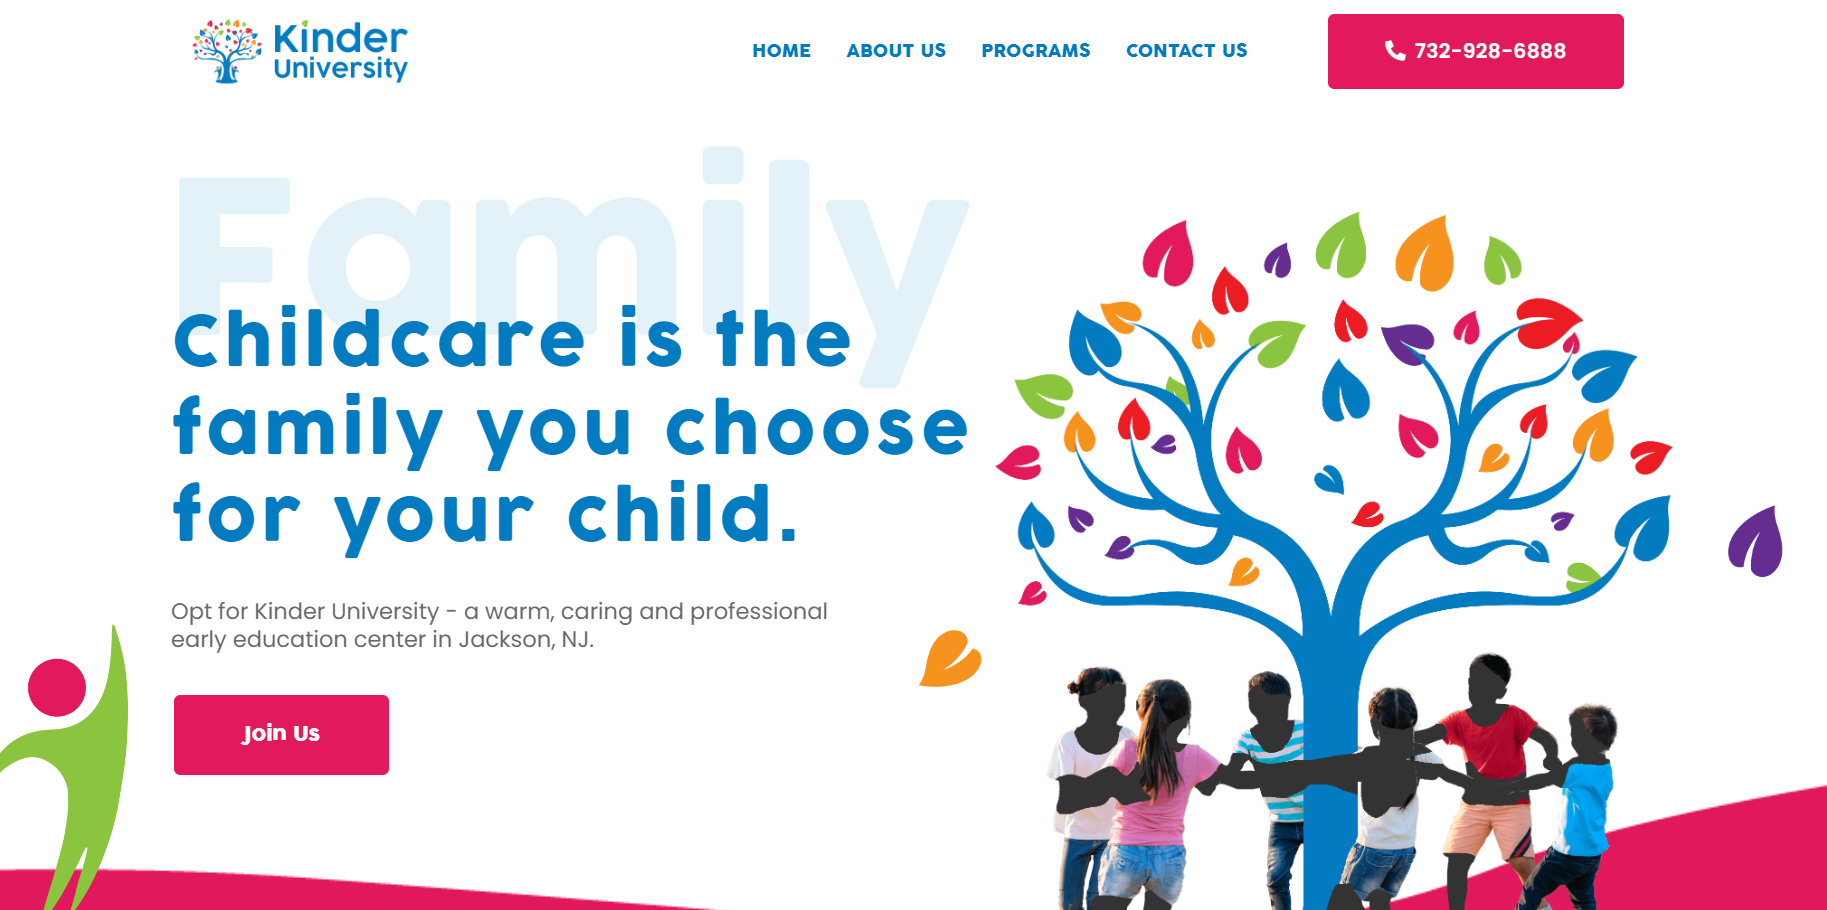 Kinder
University
HOME
ABOUT US
PROGRAMS
CONTACT US
732-928-6888
Family
Childcare is the
family you choose
for your child.
Opt for Kinder University - a warm, caring and professional
early education center in Jackson, NJ.
Join Us